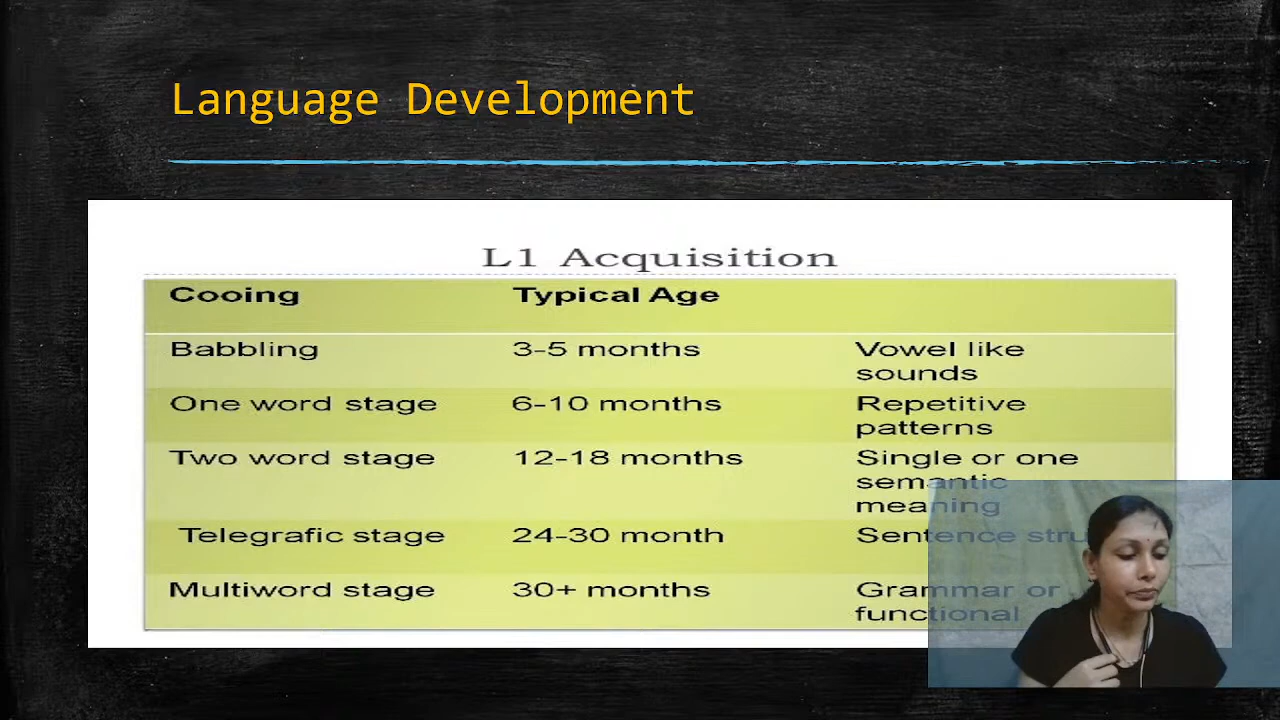 Language Development
L1 Acquisition
Cooing Typical Age
Babbling 3-5 months Vowel like
sounds
One word stage 6-10 months Repetitive
patterns
Two word stage 12-18 months Single or one
semantic
meaning
Telegrafic stage 24-30 month Sentence
Multiword stage 30+ months Grammar or
functional